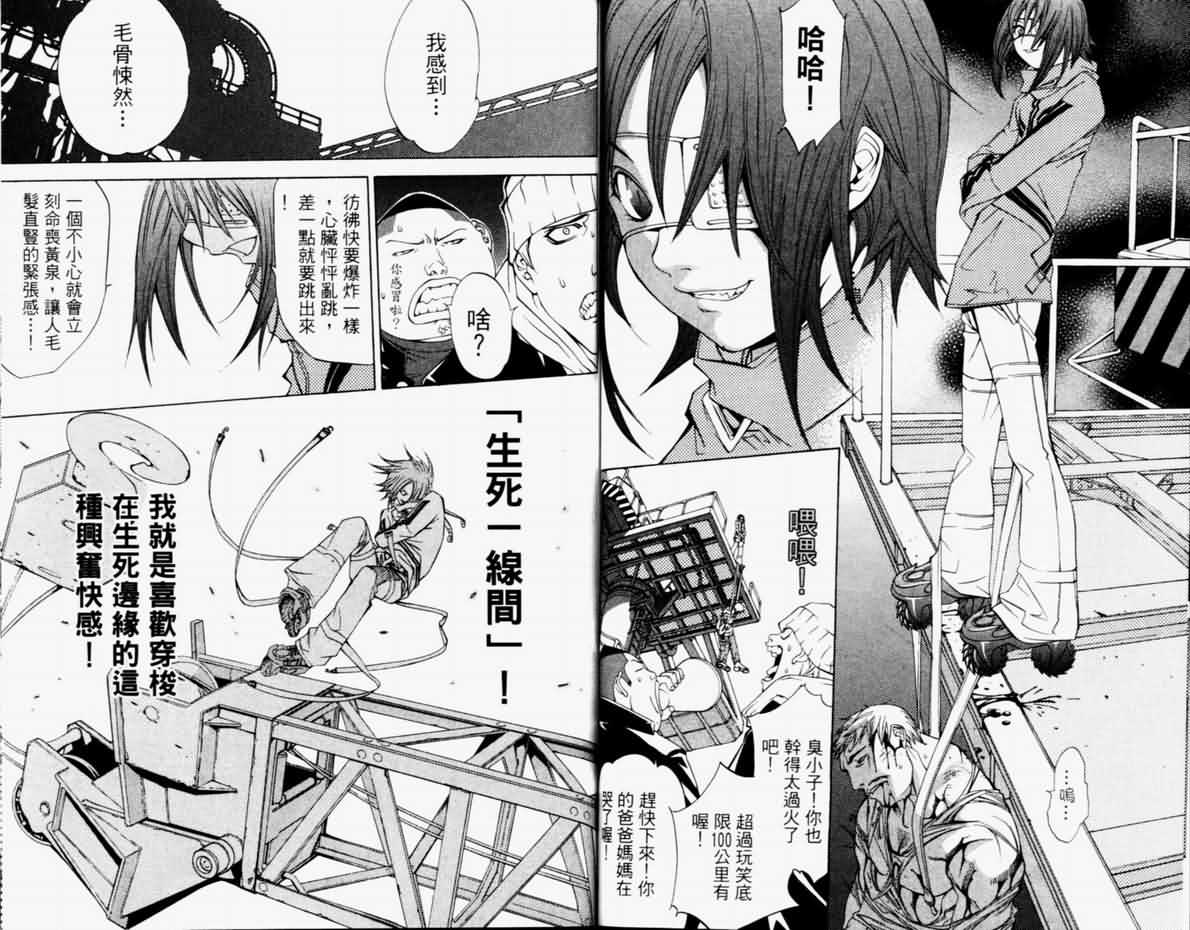 哈哈！
喂喂！
…嗚…
臭小子！你也
幹得太過火了
吧！
超過玩笑底
限100公里有
喔！
趕快下來！你
的爸爸媽媽在
哭了喔！
我感到…
毛骨悚然…
啥？
你感冒啦？
彷彿快要爆炸一樣
，心臟怦怦亂跳，
差一點就要跳出來
！
一個不小心就會立
刻命喪黃泉，讓人毛
髮直豎的緊張感…！
「生死一線間」！
我就是喜歡穿梭
在生死邊緣的這
種興奮快感！